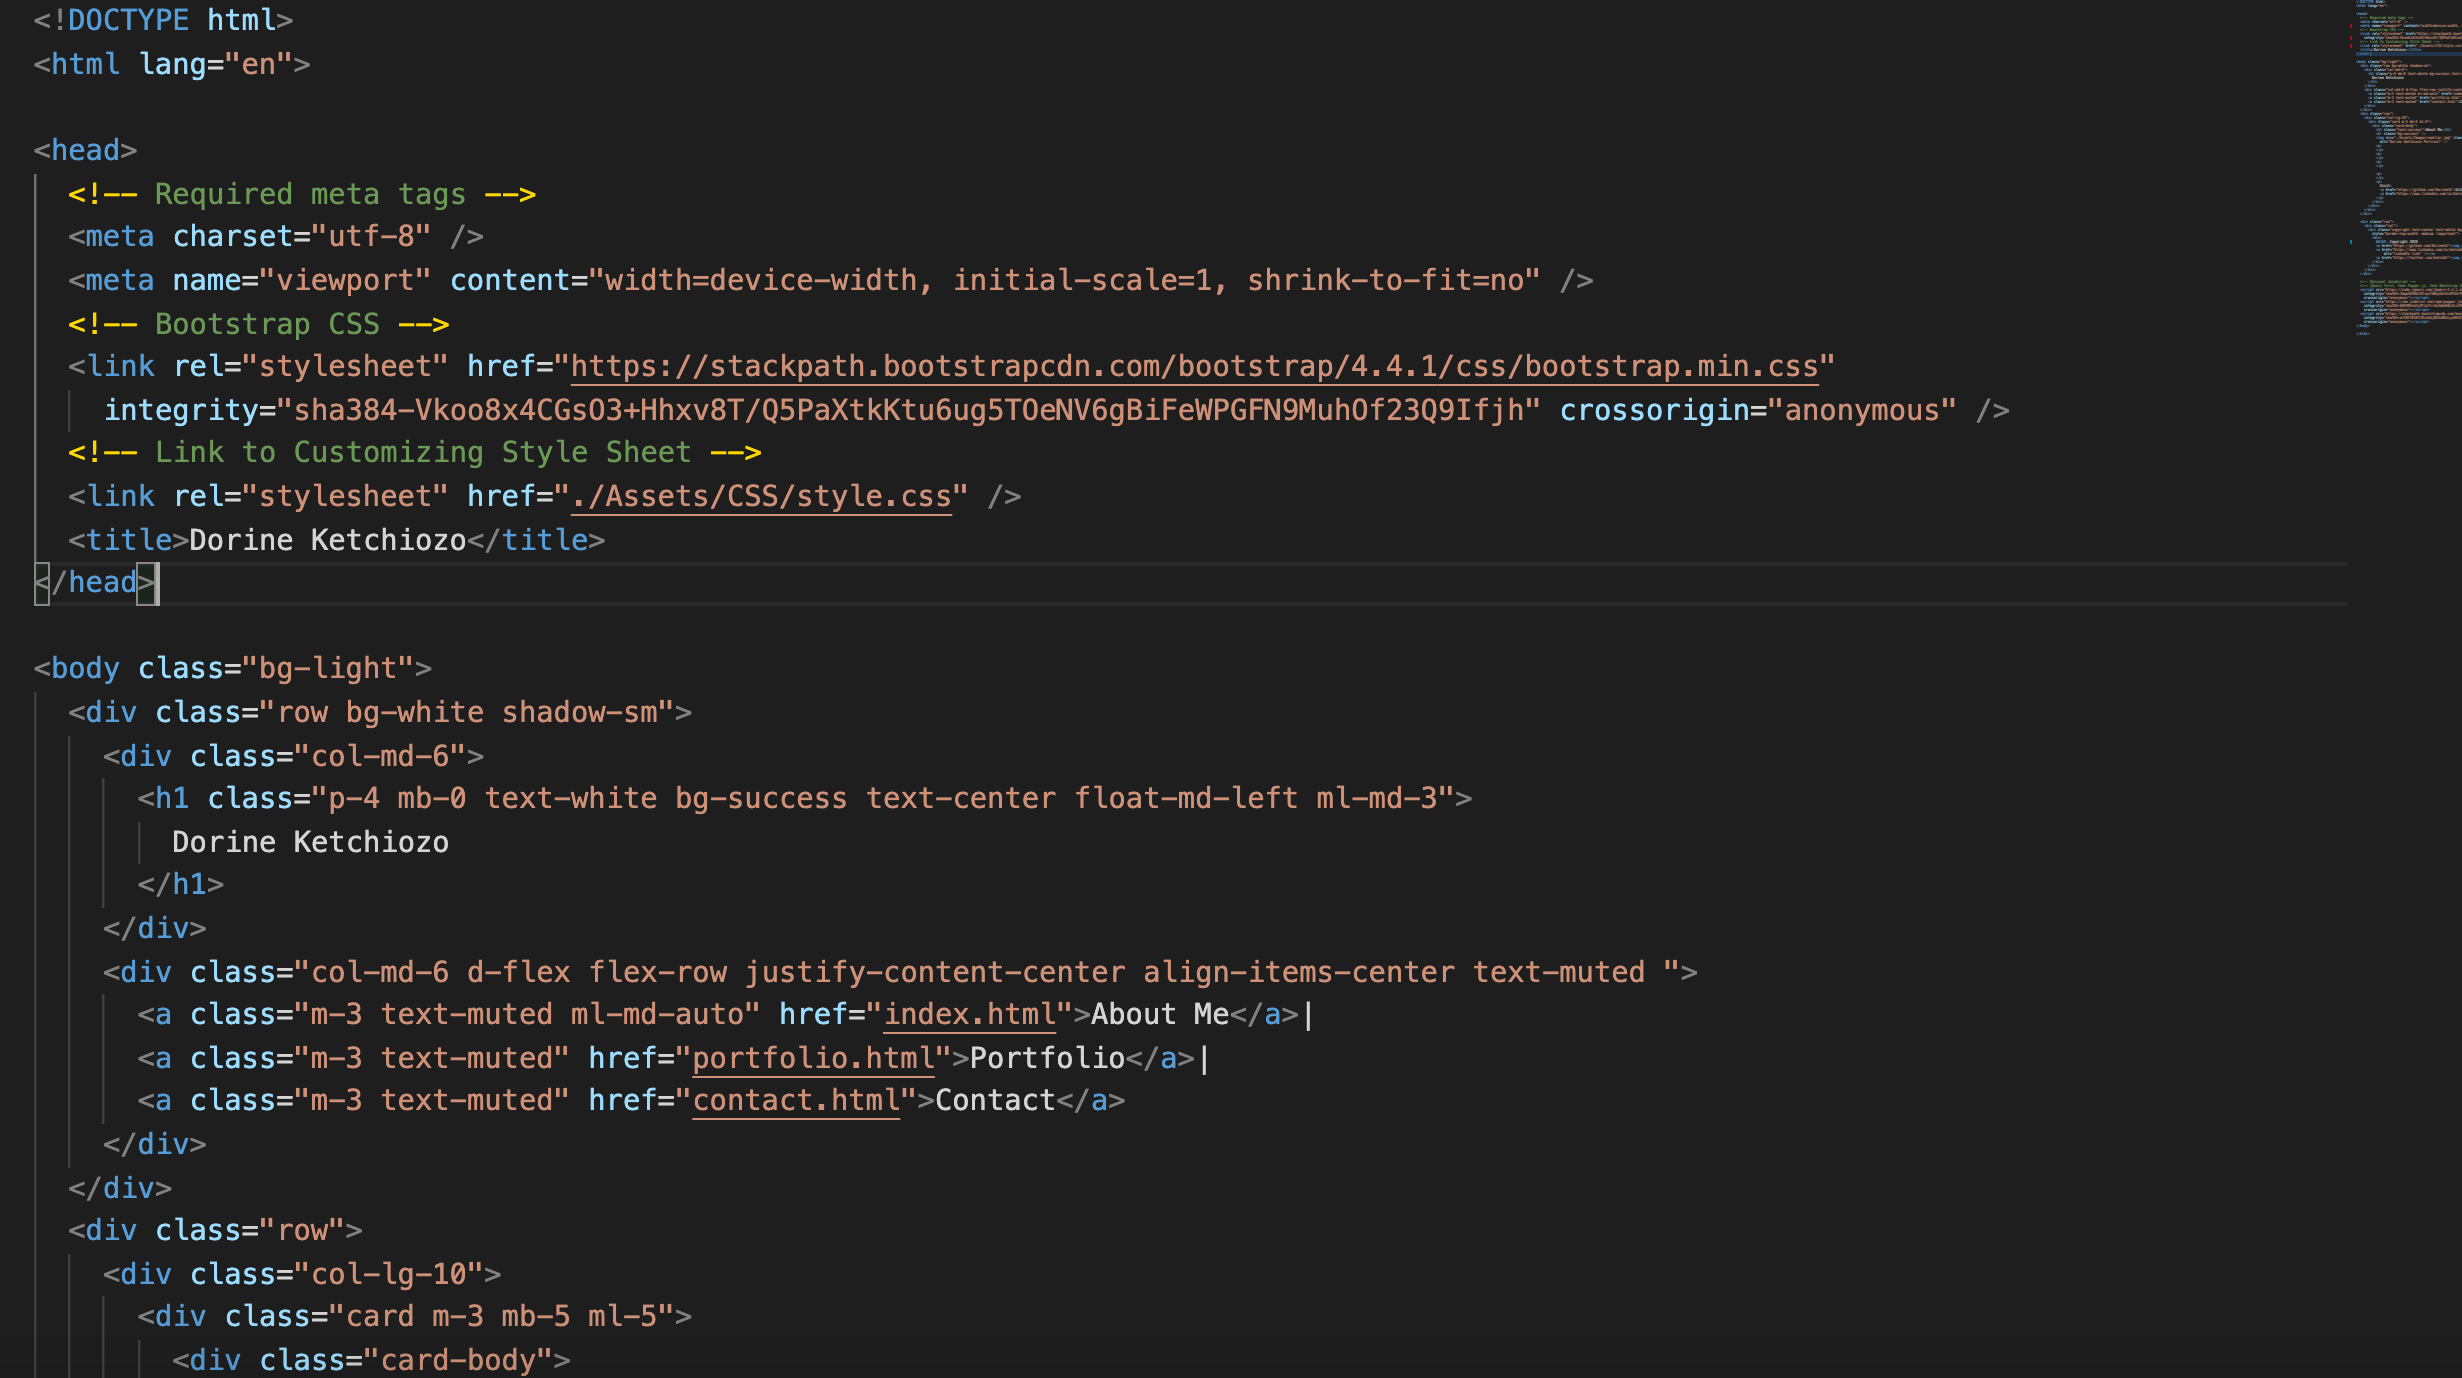 <!DOCTYPE html>
<html lang="en">
<head>
<!-- Required meta tags -->
<meta charset="utf-8" />
<meta name="viewport" content="width=device-width, initial-scale=1, shrink-to-fit=no" />
<!-- Bootstrap CSS -->
<link rel="stylesheet" href="https://stackpath.bootstrapcdn.com/bootstrap/4.4.1/css/bootstrap.min.css"
integrity="sha384-Vkoo8x4CGsO3+Hhxv8T/Q5PaXtkKtu6ug5TOeNV6gBiFeWPGFN9MuhOf23Q9Ifjh" crossorigin="anonymous" />
<!-- Link to Customizing Style Sheet -->
<link rel="stylesheet" href="./Assets/CSS/style.css" />
<title>Dorine Ketchiozo</title>
</head>
<body class="bg-light">
<div class="row bg-white shadow-sm">
<div class="col-md-6">
<h1 class="p-4 mb-0 text-white bg-success text-center float-md-left ml-md-3">
Dorine Ketchiozo
</h1>
</div>
<div class="col-md-6 d-flex flex-row justify-content-center align-items-center text-muted ">
<a class="m-3 text-muted ml-md-auto" href="index.html">About Me</a>|
<a class="m-3 text-muted" href="portfolio.html">Portfolio</a>|
<a class="m-3 text-muted" href="contact.html">Contact</a>
</div>
</div>
<div class="row">
<div class="col-lg-10">
<div class="card m-3 mb-5 ml-5">
<div class="card-body">